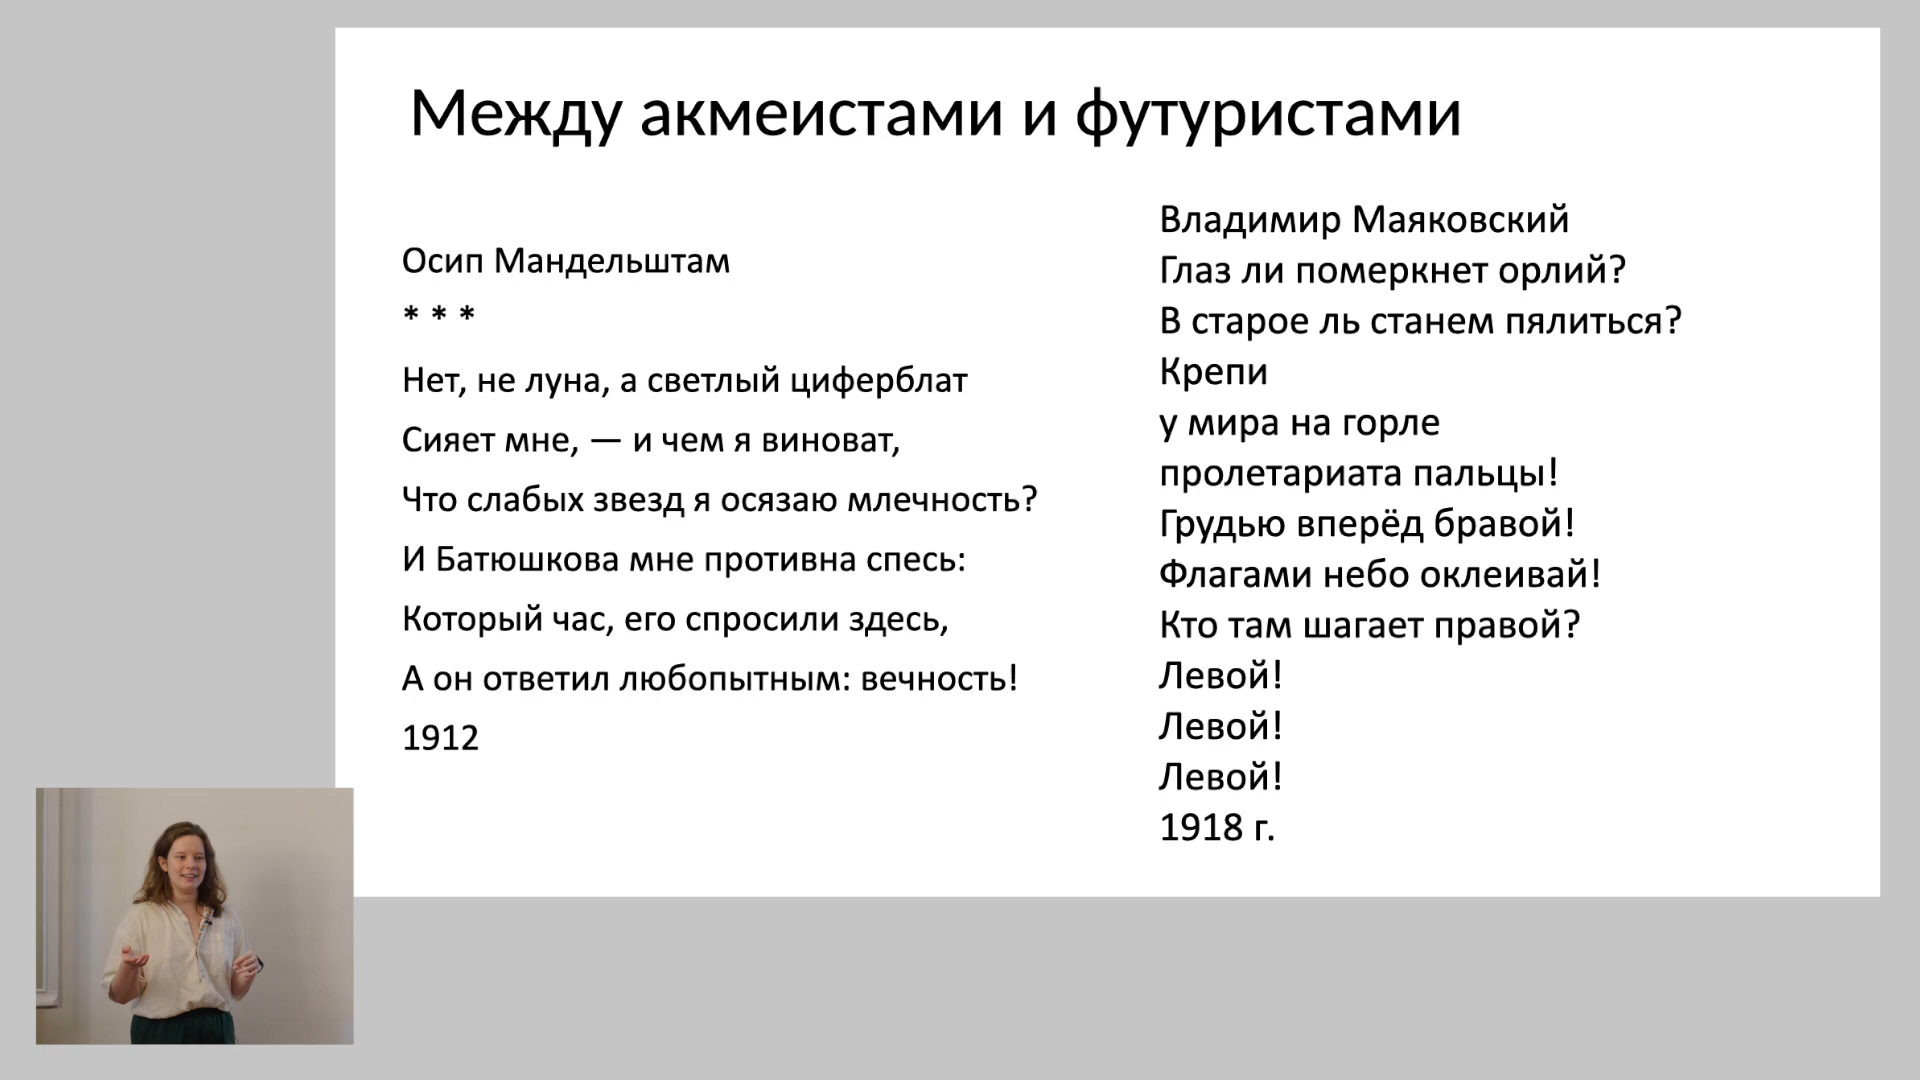 Между акмеистами и футуристами
Осип Мандельштам
* * *
Нет, не луна, а светлый циферблат
Сияет мне, — и чем я виноват,
Что слабых звезд я осязаю млечность?
И Батюшкова мне противна спесь:
Который час, его спросили здесь,
А он ответил любопытным: вечность!
1912
Владимир Маяковский
Глаз ли померкнет орлий?
В старое ль станем пялиться?
Крепи
у мира на горле
пролетариата пальцы!
Грудью вперёд бравой!
Флагами небо оклеивай!
Кто там шагает правой?
Левой!
Левой!
Левой!
1918 г.